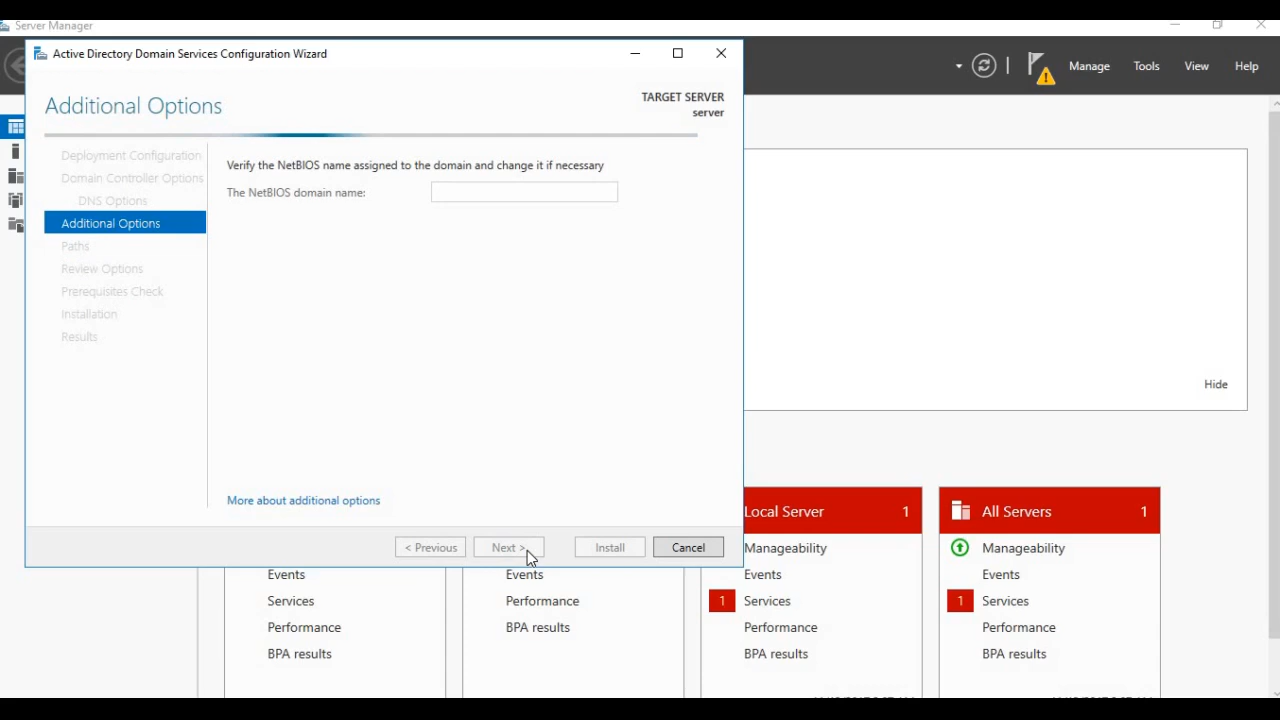 Server Manager
Active Directory Domain Services Configuration Wizard
Manage
Tools
View
Help
Additional Options
TARGET SERVER
server
Deployment Configuration
Domain Controller Options
DNS Options
Additional Options
Paths
Review Options
Prerequisites Check
Installation
Results
Verify the NetBIOS name assigned to the domain and change it if necessary
The NetBIOS domain name:
More about additional options
< Previous
Next >
Install
Cancel
Hide
Events
Services
Performance
BPA results
Events
Performance
BPA results
Local Server 1
Manageability
Events
1 Services
Performance
BPA results
All Servers 1
Manageability
Events
1 Services
Performance
BPA results